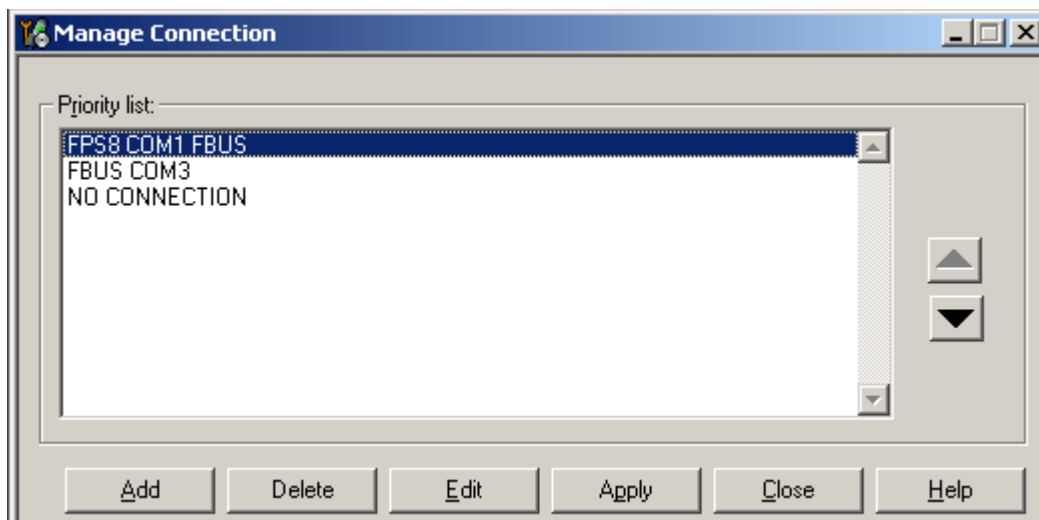 Manage Connection
Priority list:
FPS8 COM1 FBUS
FBUS COM3
NO CONNECTION
Add Delete Edit Apply Close Help